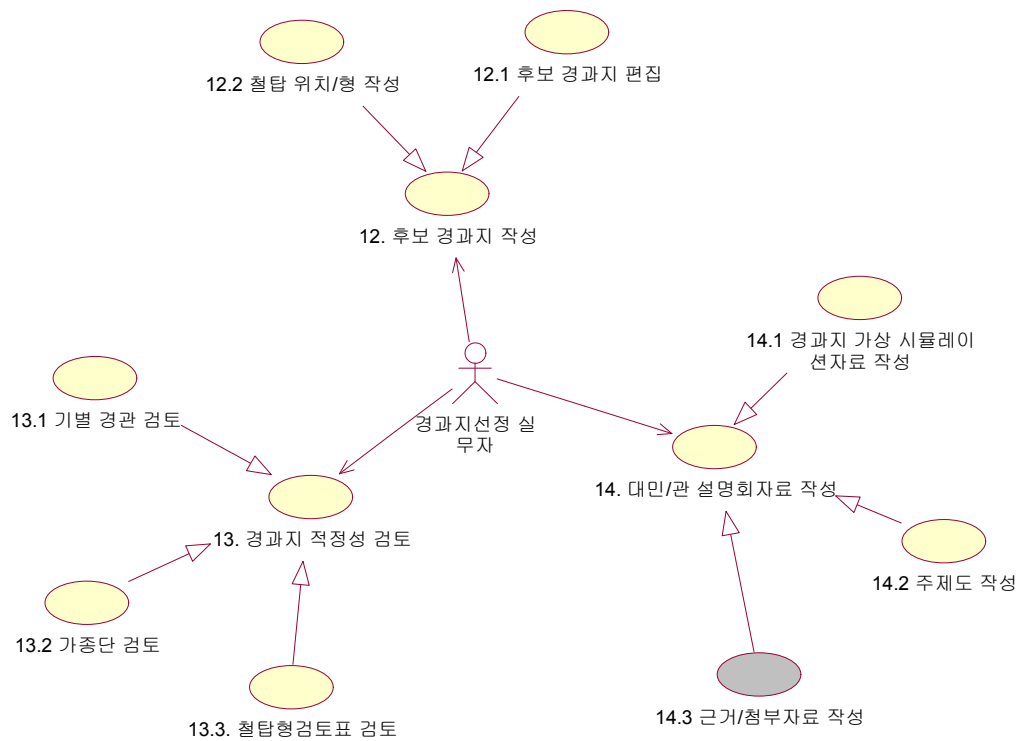 12.2 철탑 위치/형 작성
12.1 후보 경과지 편집
12. 후보 경과지 작성
14.1 경과지 가상 시뮬레이
션자료 작성
13.1 기별 경관 검토
경과지선정 실
무자
14. 대민/관 설명회자료 작성
13. 경과지 적정성 검토
14.2 주제도 작성
13.2 가종단 검토
14.3 근거/첨부자료 작성
13.3. 철탑형검토표 검토